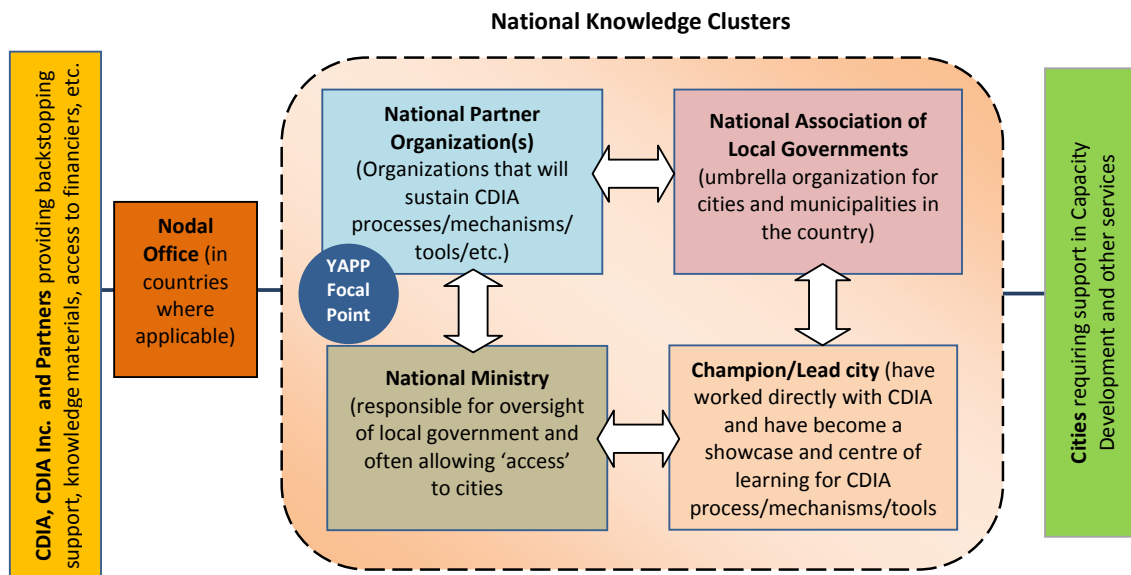 National Knowledge Clusters
CDIA, CDIA Inc. and Partners providing backstopping
support, knowledge materials, access to financiers, etc.
Nodal
Office (in
countries
where
applicable)
National Partner
Organization(s)
(Organizations that will
sustain CDIA
processes/mechanisms/
tools/etc.)
National Association of
Local Governments
(umbrella organization for
cities and municipalities in
the country)
YAPP
Focal
Point
National Ministry
(responsible for oversight
of local government and
often allowing ‘access’
to cities
Champion/Lead city (have
worked directly with CDIA
and have become a
showcase and centre of
learning for CDIA
process/mechanisms/tools
Cities requiring support in Capacity
Development and other services